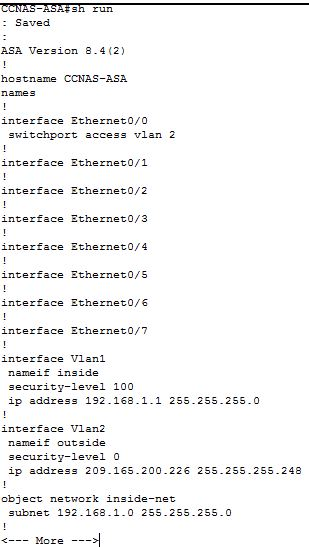 CCNAS-ASA#sh run
: Saved
:
ASA Version 8.4(2)
!
hostname CCNAS-ASA
names
!
interface Ethernet0/0
 switchport access vlan 2
!
interface Ethernet0/1
!
interface Ethernet0/2
!
interface Ethernet0/3
!
interface Ethernet0/4
!
interface Ethernet0/5
!
interface Ethernet0/6
!
interface Ethernet0/7
!
interface Vlan1
 nameif inside
 security-level 100
 ip address 192.168.1.1 255.255.255.0
!
interface Vlan2
 nameif outside
 security-level 0
 ip address 209.165.200.226 255.255.255.248
!
object network inside-net
 subnet 192.168.1.0 255.255.255.0
!
<--- More --->